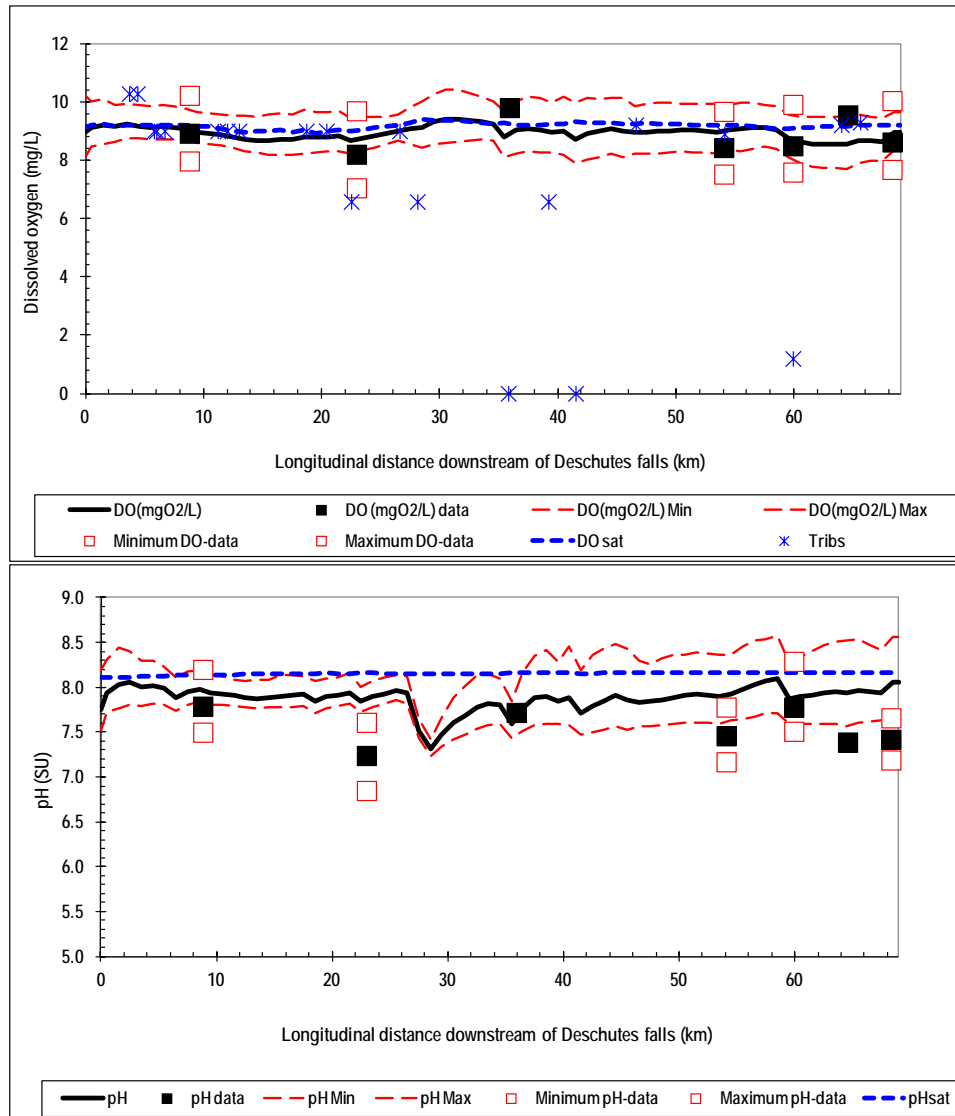 12
10
8
6
4
2
0
Dissolved oxygen (mg/L)
0 10 20 30 40 50 60
Longitudinal distance downstream of Deschutes falls (km)
DO(mgO2/L) DO (mgO2/L) data DO(mgO2/L) Min DO(mgO2/L) Max
Minimum DO-data Maximum DO-data DO sat Tribs
9.0
8.5
8.0
7.5
7.0
6.5
6.0
5.5
5.0
pH (SU)
0 10 20 30 40 50 60
Longitudinal distance downstream of Deschutes falls (km)
pH pH data pH Min pH Max Minimum pH-data Maximum pH-data pHsat